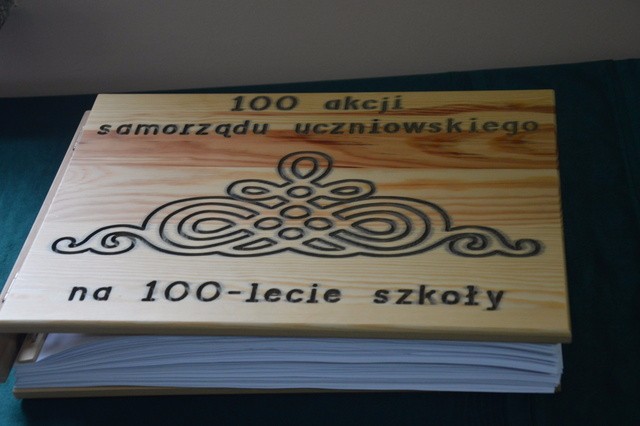 100 akcji
samorządu uczniowskiego
na 100-lecie szkoły